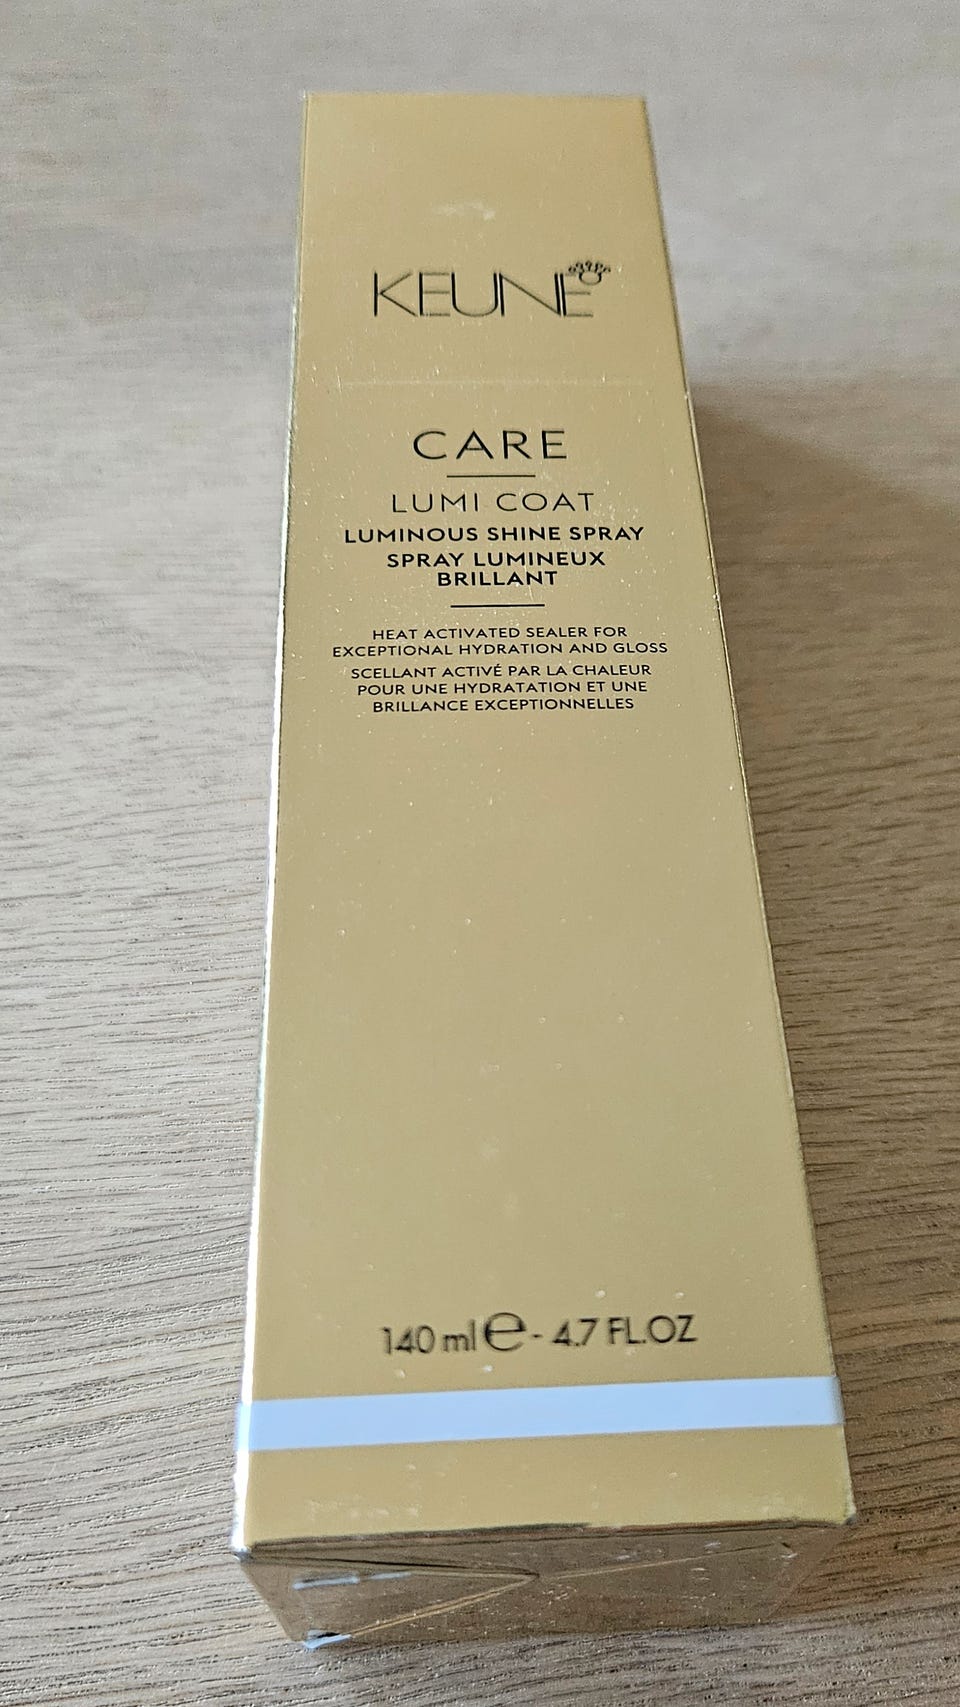 KEUNE
CARE
LUMI COAT
LUMINOUS SHINE SPRAY
SPRAY LUMINEUX
BRILLANT
HEAT ACTIVATED SEALER FOR
EXCEPTIONAL HYDRATION AND GLOSS
SCELLANT ACTIVÉ PAR LA CHALEUR
POUR UNE HYDRATATION ET UNE
BRILLANCE EXCEPTIONNELLES
140 ml ℮ - 4.7 FL.OZ